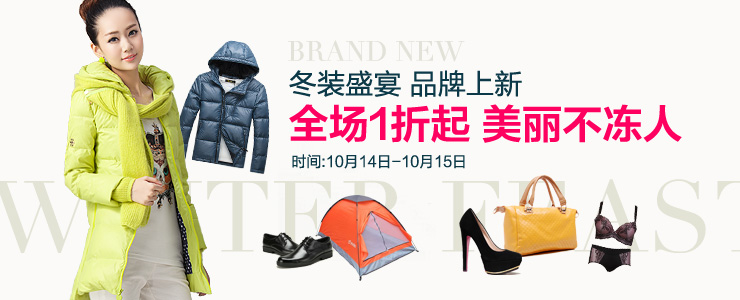 BRAND NEW
冬装盛宴 品牌上新
全场1折起 美丽不冻人
时间:10月14日-10月15日
WINTER FEAST